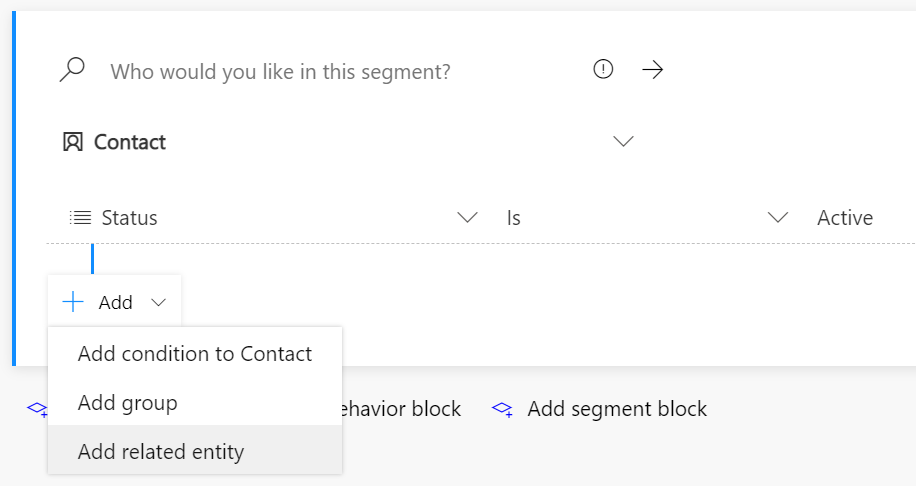 Who would you like in this segment?
Contact
Status Is Active
Add
Add condition to Contact
Add group
Add related entity
block Add segment block